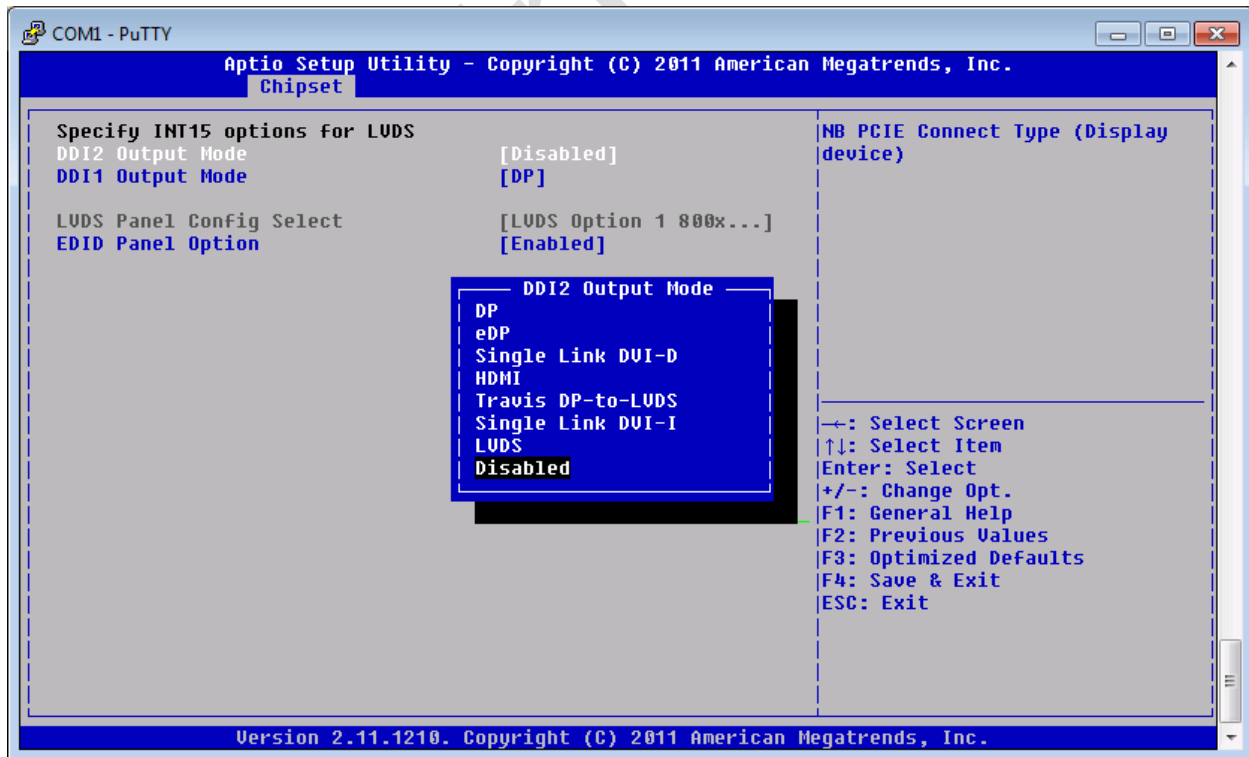 COM1 - PuTTY
Aptio Setup Utility - Copyright (C) 2011 American Megatrends, Inc.
Chipset
Specify INT15 options for LVDS
DDI2 Output Mode [Disabled]
DDI1 Output Mode [DP]
LVDS Panel Config Select [LVDS Option 1 800x...]
EDID Panel Option [Enabled]
NB PCIE Connect Type (Display
device)
DDI2 Output Mode
DP
eDP
Single Link DVI-D
HDMI
Travis DP-to-LVDS
Single Link DVI-I
LVDS
Disabled
→←: Select Screen
↑↓: Select Item
Enter: Select
+/-: Change Opt.
F1: General Help
F2: Previous Values
F3: Optimized Defaults
F4: Save & Exit
ESC: Exit
Version 2.11.1210. Copyright (C) 2011 American Megatrends, Inc.